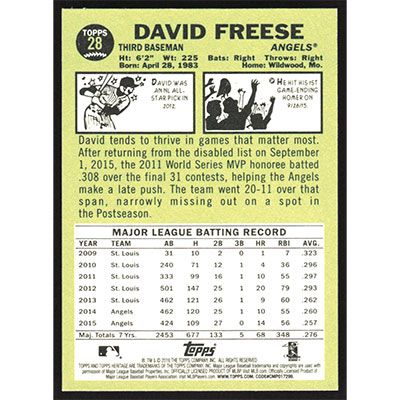 TOPPS
28
DAVID FREESE
THIRD BASEMAN ANGELS®
Ht: 6'2" Wt: 225 Bats: Right Throws: Right
Born: April 28, 1983 Home: Wildwood, Mo.
DAVID WAS
AN NL ALL-
STAR PICK IN
2012.
HE HIT HIS 1ST
GAME-ENDING
HOMER ON
9/26/15.
David tends to thrive in games that matter most.
After returning from the disabled list on September
1, 2015, the 2011 World Series MVP honoree batted
.308 over the final 31 contests, helping the Angels
make a late push. The team went 20-11 over that
span, narrowly missing out on a spot in
the Postseason.
MAJOR LEAGUE BATTING RECORD
YEAR TEAM AB H 2B 3B HR RBI AVG.
2009 St. Louis 31 10 2 0 1 7 .323
2010 St. Louis 240 71 12 1 4 36 .296
2011 St. Louis 333 99 16 1 10 55 .297
2012 St. Louis 501 147 25 1 20 79 .293
2013 St. Louis 462 121 26 1 9 60 .262
2014 Angels 462 120 25 1 10 55 .260
2015 Angels 424 109 27 0 14 56 .257
Maj. Totals 7 Yrs. 2453 677 133 5 68 348 .276
Topps